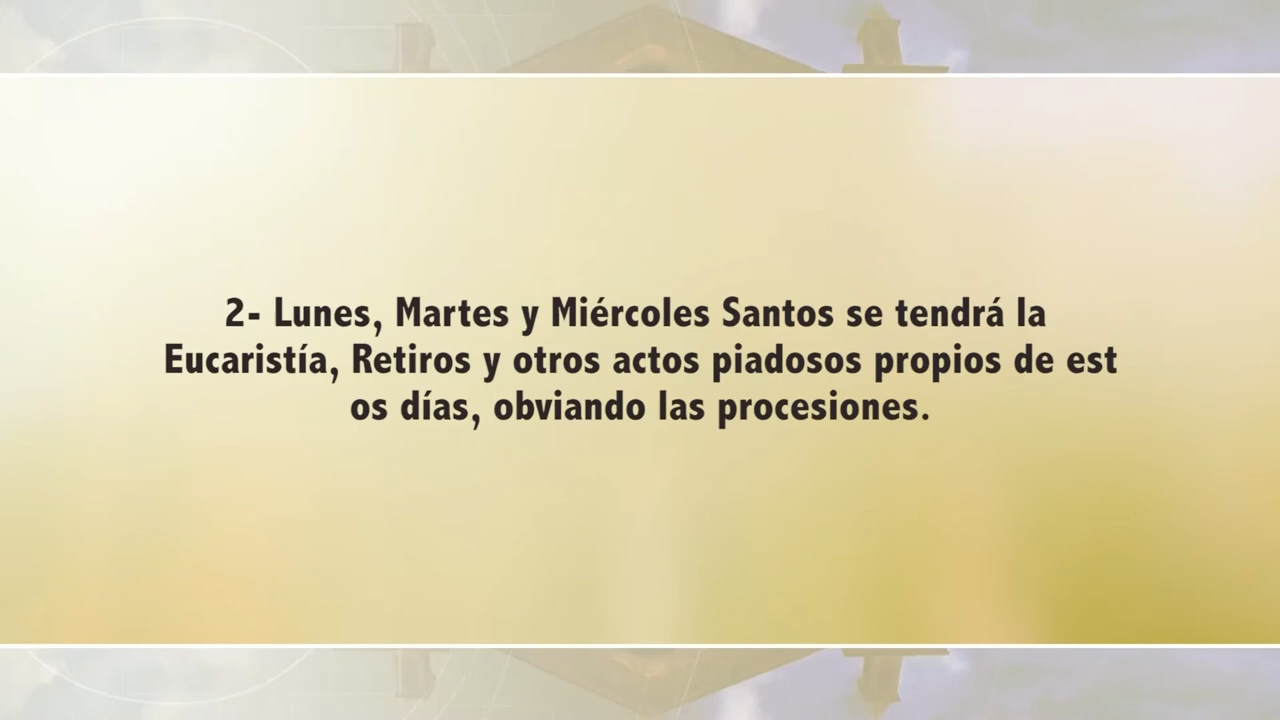 2- Lunes, Martes y Miércoles Santos se tendrá la
Eucaristía, Retiros y otros actos piadosos propios de est
os días, obviando las procesiones.